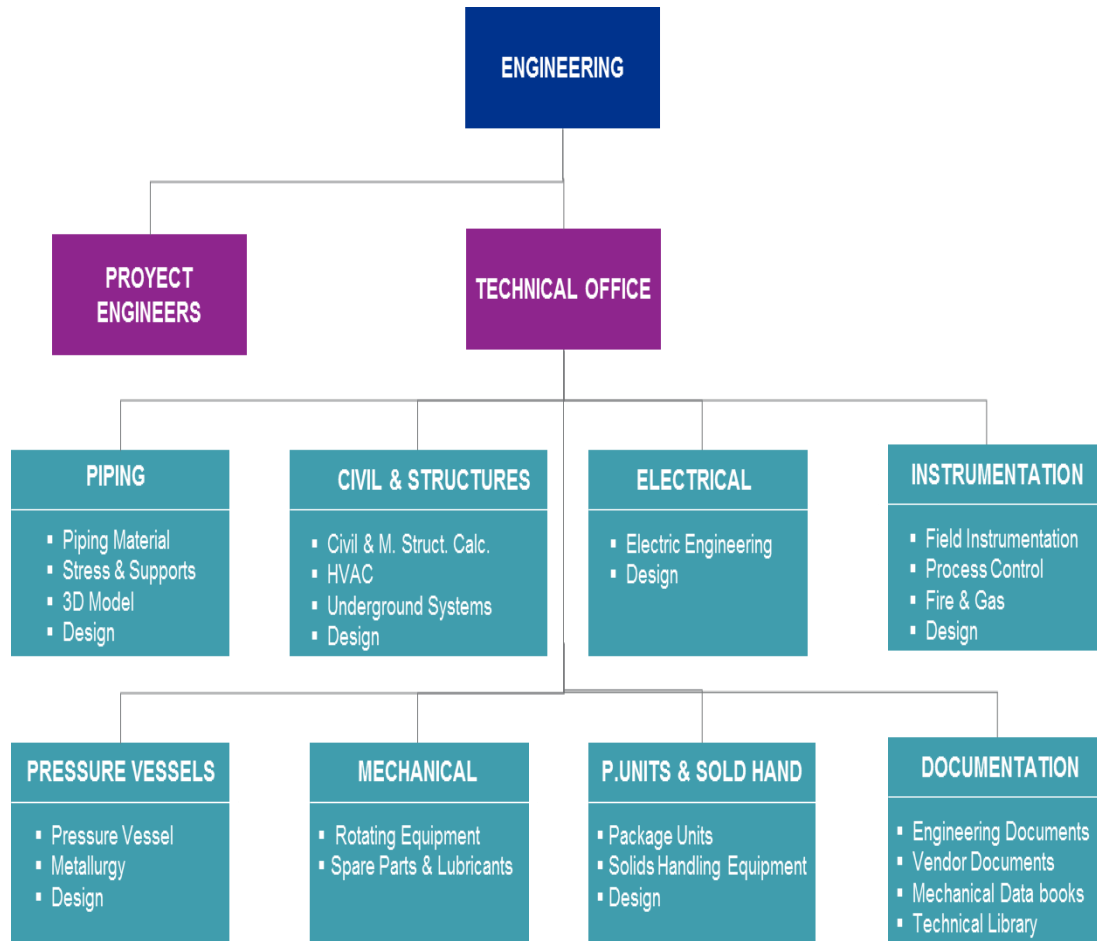 ENGINEERING
PROYECT
ENGINEERS
TECHNICAL OFFICE
PIPING
▪ Piping Material
▪ Stress & Supports
▪ 3D Model
▪ Design
CIVIL & STRUCTURES
▪ Civil & M. Struct. Calc.
▪ HVAC
▪ Underground Systems
▪ Design
ELECTRICAL
▪ Electric Engineering
▪ Design
INSTRUMENTATION
▪ Field Instrumentation
▪ Process Control
▪ Fire & Gas
▪ Design
PRESSURE VESSELS
▪ Pressure Vessel
▪ Metallurgy
▪ Design
MECHANICAL
▪ Rotating Equipment
▪ Spare Parts & Lubricants
P.UNITS & SOLD HAND
▪ Package Units
▪ Solids Handling Equipment
▪ Design
DOCUMENTATION
▪ Engineering Documents
▪ Vendor Documents
▪ Mechanical Data books
▪ Technical Library